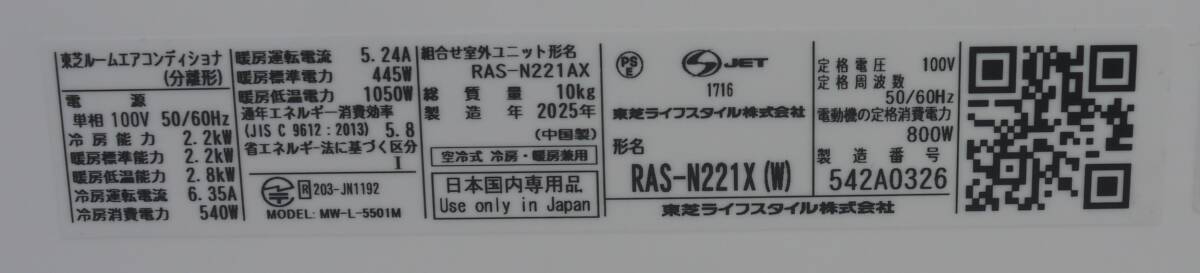 東芝ルームエアコンディショナ
(分離形)
電 源
単相 100V 50/60Hz
冷 房 能 力 2.2kW
暖房標準能力 2.2kW
暖房低温能力 2.8kW
冷房運転電流 6.35A
冷房消費電力 540W
暖房運転電流 5.24A
暖房標準電力 445W
暖房低温電力 1050W
通年エネルギー消費効率
(JIS C 9612:2013) 5.8
省エネルギー法に基づく区分
I
R 203-JN1192
MODEL: MW-L-5501M
組合せ室外ユニット形名
RAS-N221AX
総 質 量 10kg
製 造 年 2025年
(中国製)
空冷式 冷房・暖房兼用
日本国内専用品
Use only in Japan
PS
E
JET
1716
東芝ライフスタイル株式会社
形名
RAS-N221X(W)
東芝ライフスタイル株式会社
定 格 電 圧 100V
定 格 周 波 数
50/60Hz
電動機の定格消費電力
800W
製 造 番 号
542A0326